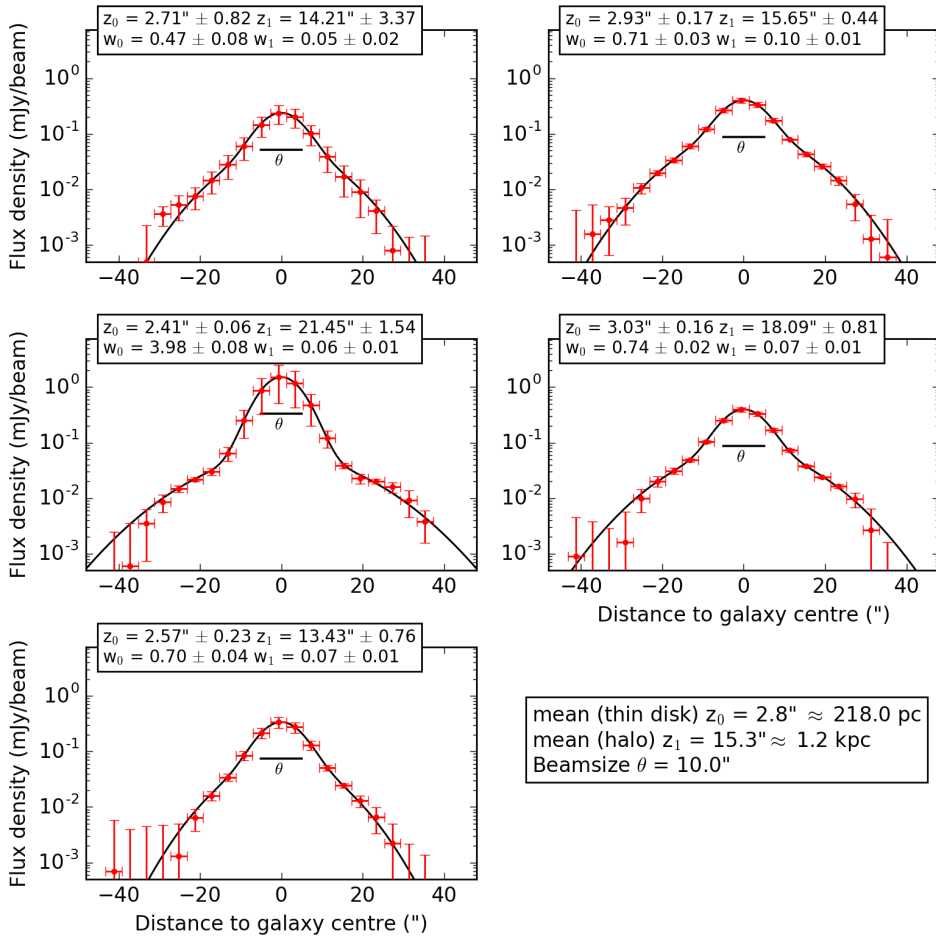 z₀ = 2.71" ± 0.82 z₁ = 14.21" ± 3.37
w₀ = 0.47 ± 0.08 w₁ = 0.05 ± 0.02
Flux density (mJy/beam)
10⁰
10⁻¹
10⁻²
10⁻³
θ
−40 −20 0 20 40
z₀ = 2.93" ± 0.17 z₁ = 15.65" ± 0.44
w₀ = 0.71 ± 0.03 w₁ = 0.10 ± 0.01
10⁰
10⁻¹
10⁻²
10⁻³
θ
−40 −20 0 20 40
z₀ = 2.41" ± 0.06 z₁ = 21.45" ± 1.54
w₀ = 3.98 ± 0.08 w₁ = 0.06 ± 0.01
Flux density (mJy/beam)
10⁰
10⁻¹
10⁻²
10⁻³
θ
−40 −20 0 20 40
z₀ = 3.03" ± 0.16 z₁ = 18.09" ± 0.81
w₀ = 0.74 ± 0.02 w₁ = 0.07 ± 0.01
10⁰
10⁻¹
10⁻²
10⁻³
θ
−40 −20 0 20 40
Distance to galaxy centre (")
z₀ = 2.57" ± 0.23 z₁ = 13.43" ± 0.76
w₀ = 0.70 ± 0.04 w₁ = 0.07 ± 0.01
Flux density (mJy/beam)
10⁰
10⁻¹
10⁻²
10⁻³
θ
−40 −20 0 20 40
Distance to galaxy centre (")
mean (thin disk) z₀ = 2.8" ≈ 218.0 pc
mean (halo) z₁ = 15.3" ≈ 1.2 kpc
Beamsize θ = 10.0"